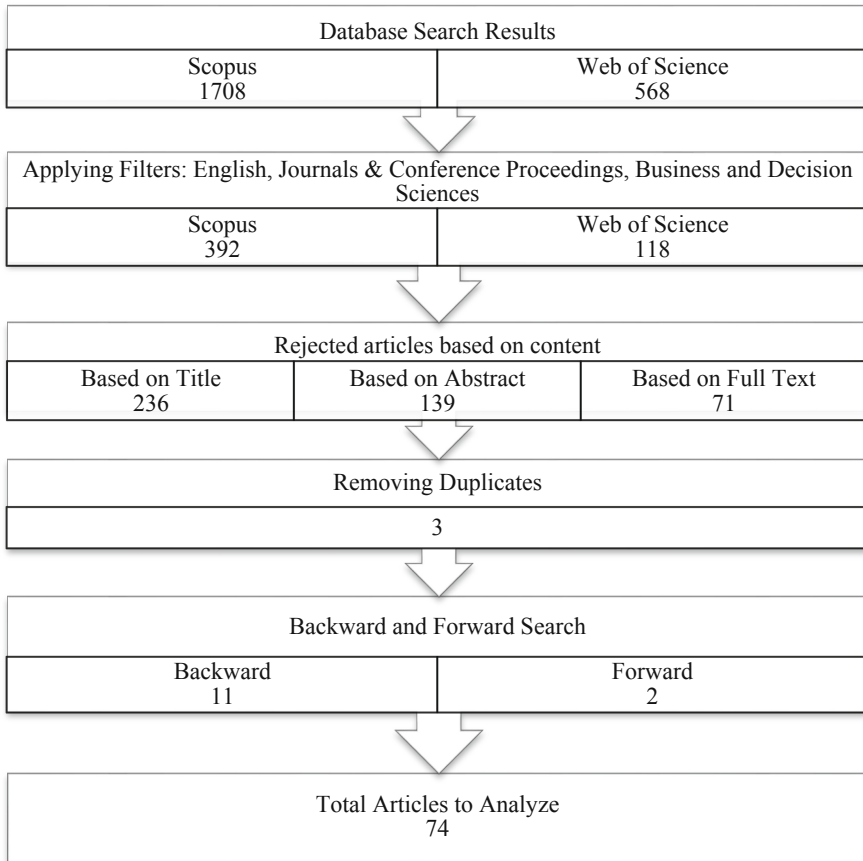 Database Search Results
Scopus
1708
Web of Science
568
Applying Filters: English, Journals & Conference Proceedings, Business and Decision
Sciences
Scopus
392
Web of Science
118
Rejected articles based on content
Based on Title
236
Based on Abstract
139
Based on Full Text
71
Removing Duplicates
3
Backward and Forward Search
Backward
11
Forward
2
Total Articles to Analyze
74